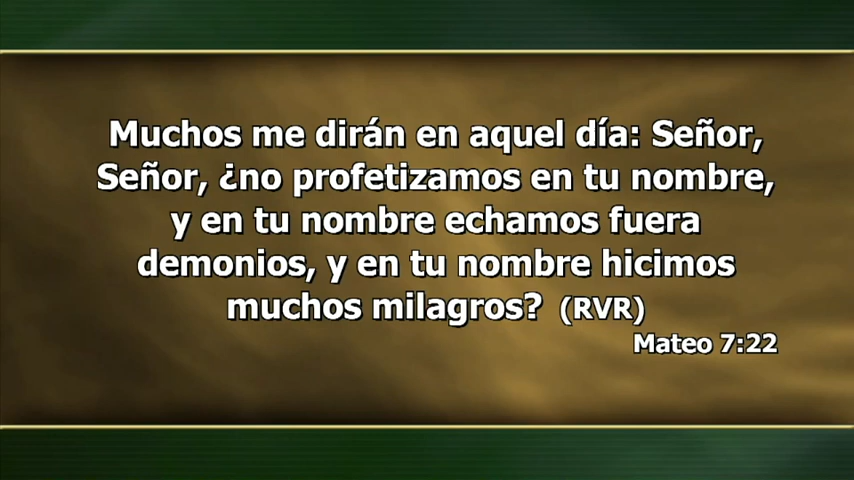 Muchos me dirán en aquel día: Señor,
Señor, ¿no profetizamos en tu nombre,
y en tu nombre echamos fuera
demonios, y en tu nombre hicimos
muchos milagros? (RVR)
Mateo 7:22